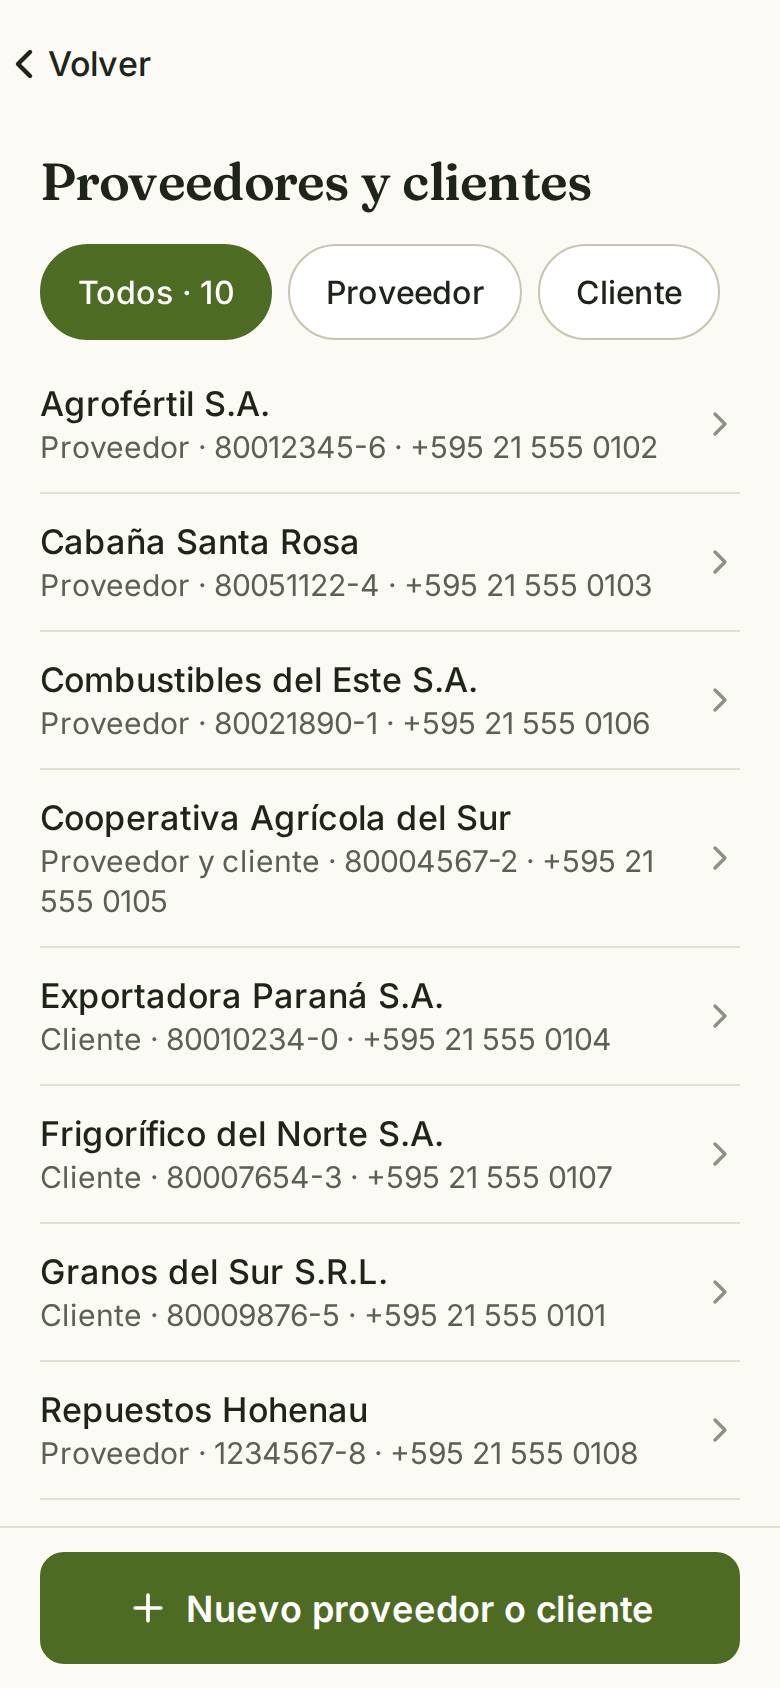 Volver
Proveedores y clientes
Todos · 10
Proveedor
Cliente
Agrofértil S.A.
Proveedor · 80012345-6 · +595 21 555 0102
Cabaña Santa Rosa
Proveedor · 80051122-4 · +595 21 555 0103
Combustibles del Este S.A.
Proveedor · 80021890-1 · +595 21 555 0106
Cooperativa Agrícola del Sur
Proveedor y cliente · 80004567-2 · +595 21
555 0105
Exportadora Paraná S.A.
Cliente · 80010234-0 · +595 21 555 0104
Frigorífico del Norte S.A.
Cliente · 80007654-3 · +595 21 555 0107
Granos del Sur S.R.L.
Cliente · 80009876-5 · +595 21 555 0101
Repuestos Hohenau
Proveedor · 1234567-8 · +595 21 555 0108
Nuevo proveedor o cliente